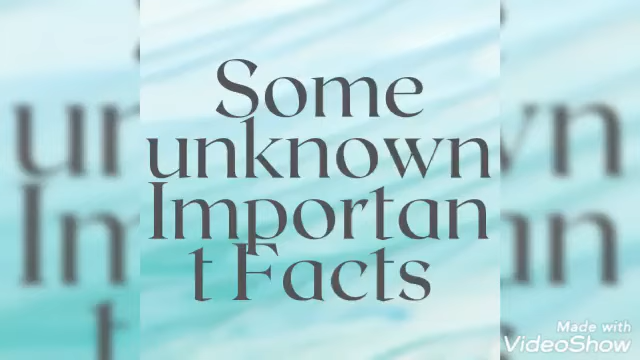 Some
unknown
Importan
t Facts
Made with
VideoShow